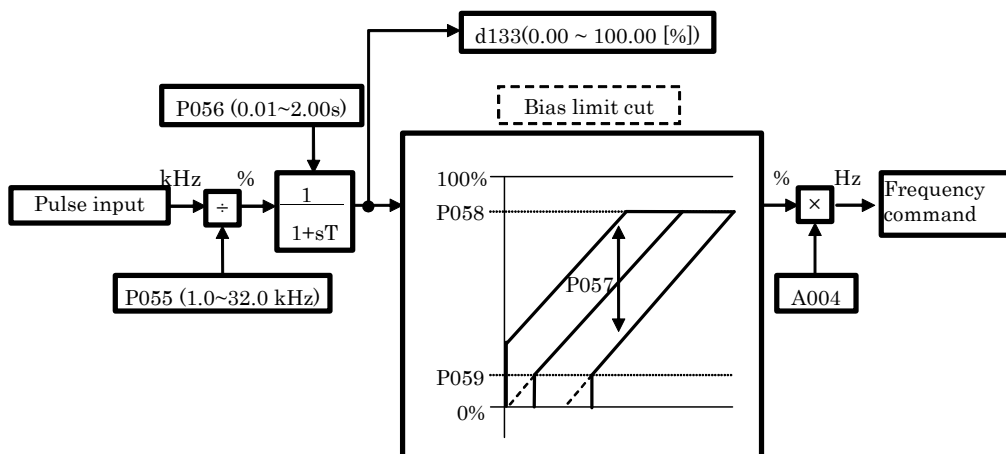 d133(0.00 ~ 100.00 [%])
P056 (0.01~2.00s)
Bias limit cut
kHz
%
Pulse input
÷
1
1+sT
100%
P058
P057
P059
0%
%
Hz
×
Frequency
command
P055 (1.0~32.0 kHz)
A004